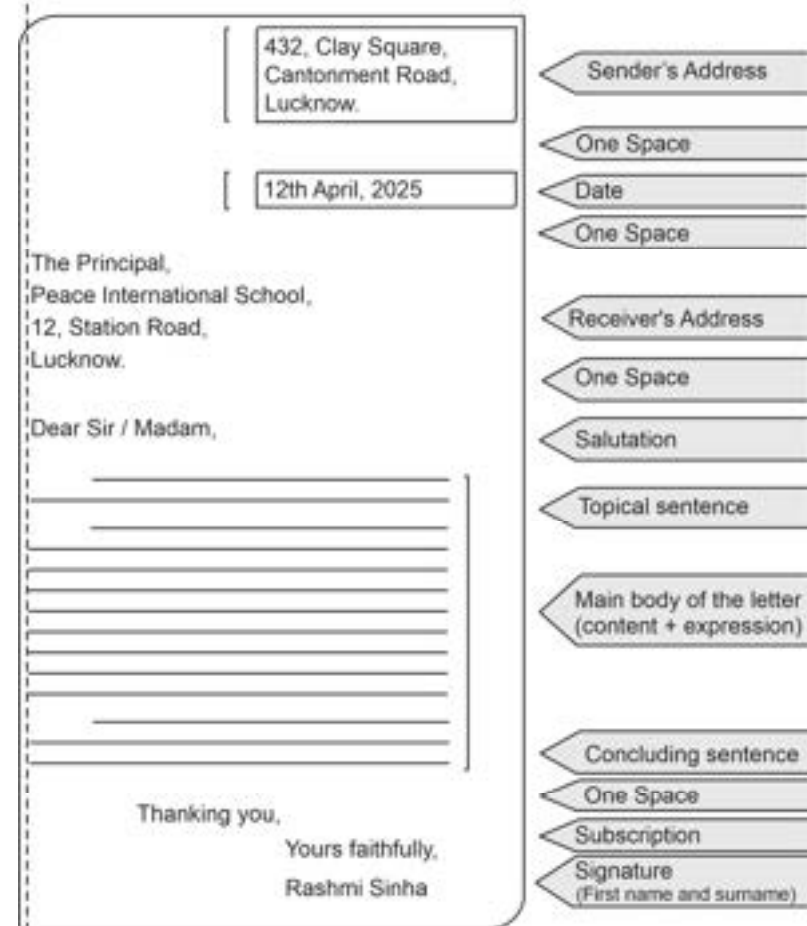 432, Clay Square,
Cantonment Road,
Lucknow.
Sender's Address
One Space
12th April, 2025
Date
One Space
The Principal,
Peace International School,
12, Station Road,
Lucknow.
Receiver's Address
One Space
Dear Sir / Madam,
Salutation
Topical sentence
Main body of the letter
(content + expression)
Concluding sentence
One Space
Thanking you,
Subscription
Yours faithfully,
Rashmi Sinha
Signature
(First name and surname)